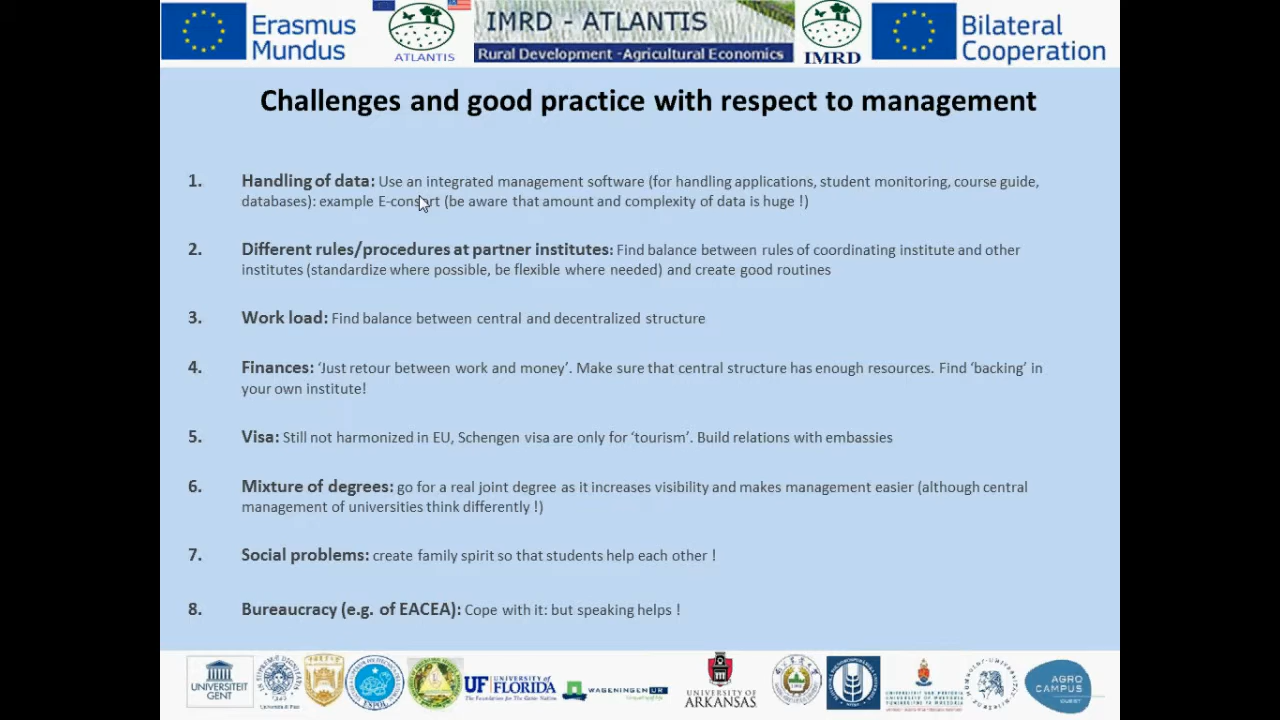 Erasmus
Mundus
ATLANTIS
IMRD - ATLANTIS
Rural Development -Agricultural Economics
IMRD
Bilateral
Cooperation
Challenges and good practice with respect to management
1. Handling of data: Use an integrated management software (for handling applications, student monitoring, course guide,
databases): example E-consort (be aware that amount and complexity of data is huge !)
2. Different rules/procedures at partner institutes: Find balance between rules of coordinating institute and other
institutes (standardize where possible, be flexible where needed) and create good routines
3. Work load: Find balance between central and decentralized structure
4. Finances: ‘Just retour between work and money’. Make sure that central structure has enough resources. Find ‘backing’ in
your own institute!
5. Visa: Still not harmonized in EU, Schengen visa are only for ‘tourism’. Build relations with embassies
6. Mixture of degrees: go for a real joint degree as it increases visibility and makes management easier (although central
management of universities think differently !)
7. Social problems: create family spirit so that students help each other !
8. Bureaucracy (e.g. of EACEA): Cope with it: but speaking helps !
UNIVERSITEIT
GENT
ESPOL
UF UNIVERSITY of
FLORIDA
The Foundation for The Gator Nation
WAGENINGEN UR
UNIVERSITY OF
ARKANSAS
AGRO
CAMPUS
OUEST